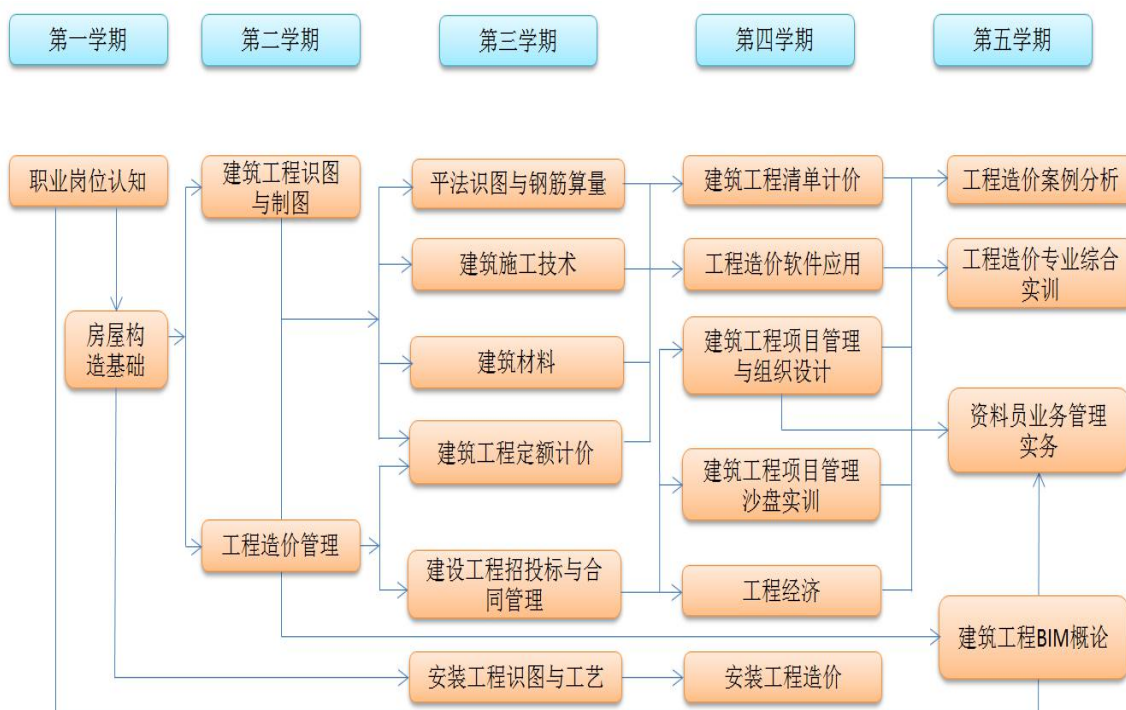 第一学期
第二学期
第三学期
第四学期
第五学期
职业岗位认知
建筑工程识图
与制图
平法识图与钢筋算量
建筑工程清单计价
工程造价案例分析
建筑施工技术
工程造价软件应用
工程造价专业综合
实训
房屋构
造基础
建筑材料
建筑工程项目管理
与组织设计
资料员业务管理
实务
建筑工程定额计价
建筑工程项目管理
沙盘实训
工程造价管理
建设工程招投标与合
同管理
工程经济
建筑工程BIM概论
安装工程识图与工艺
安装工程造价